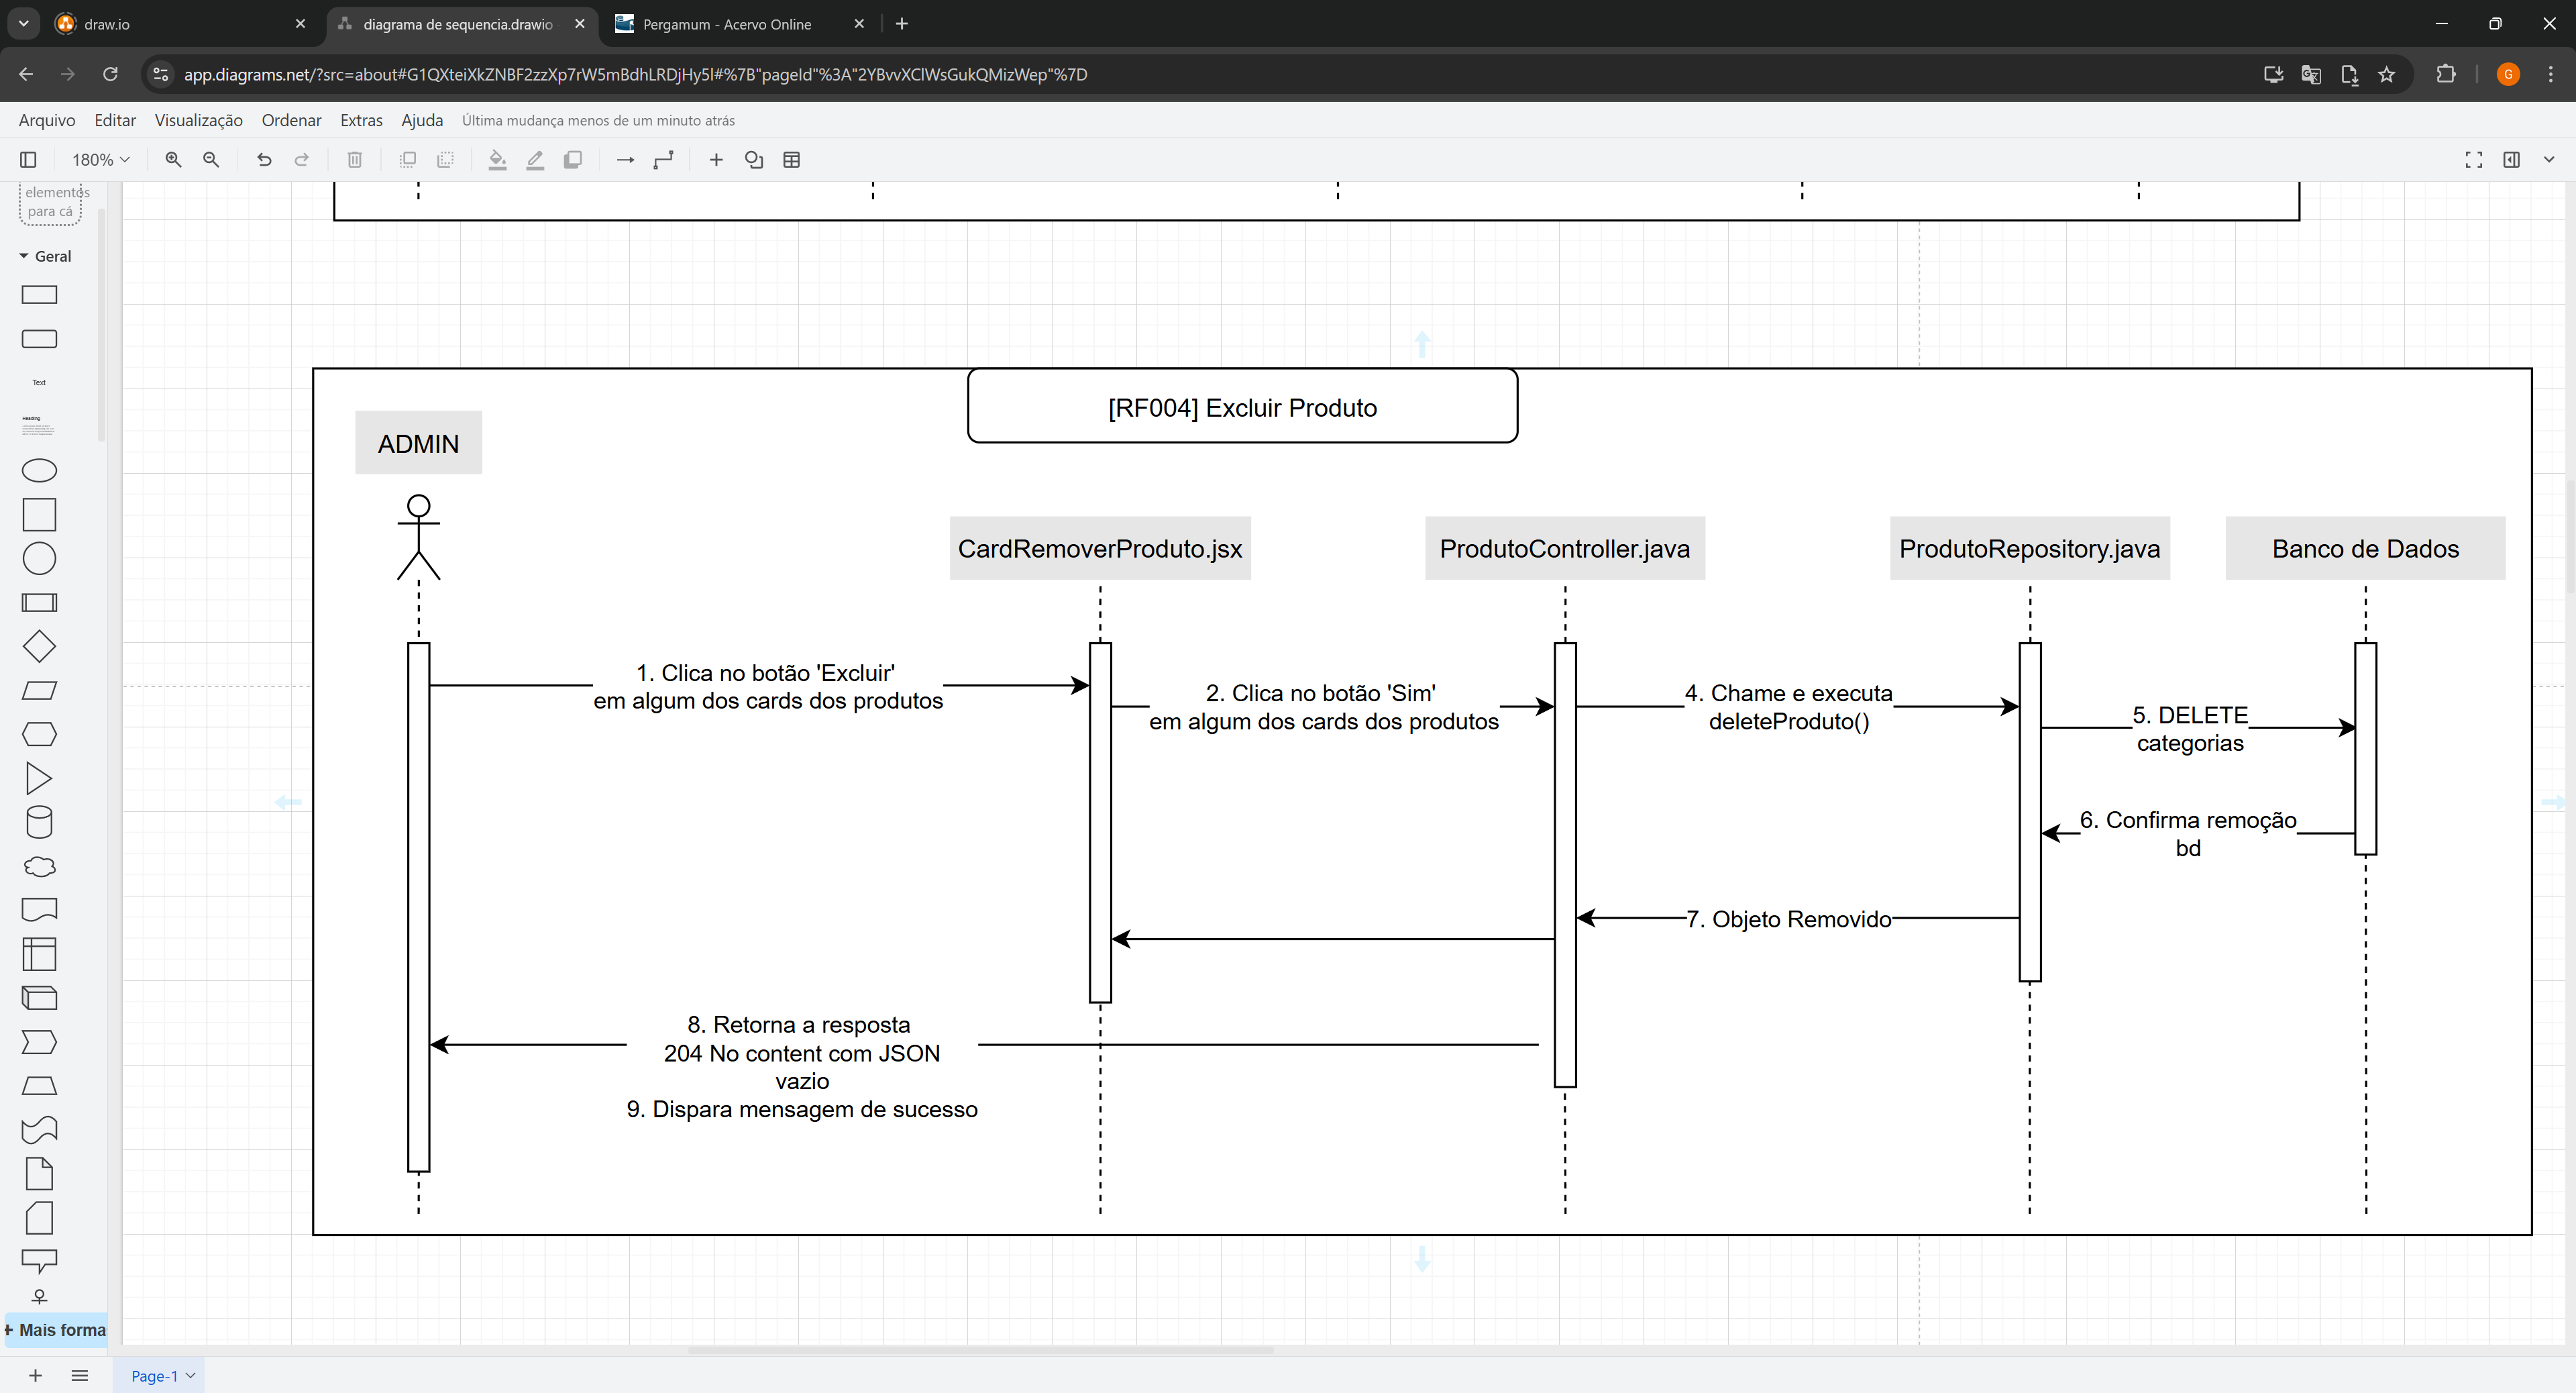 draw.io
diagrama de sequencia.drawio
Pergamum - Acervo Online
app.diagrams.net/?src=about#G1QXteiXkZNBF2zzXp7rW5mBdhLRDjHy5l#%7B"pageId"%3A"2YBvvXClWsGukQMizWep"%7D
G
Arquivo Editar Visualização Ordenar Extras Ajuda Última mudança menos de um minuto atrás
180%
elementos
para cá
Geral
Text
Heading
Mais forma
[RF004] Excluir Produto
ADMIN
CardRemoverProduto.jsx
ProdutoController.java
ProdutoRepository.java
Banco de Dados
1. Clica no botão 'Excluir'
em algum dos cards dos produtos
2. Clica no botão 'Sim'
em algum dos cards dos produtos
4. Chame e executa
deleteProduto()
5. DELETE
categorias
6. Confirma remoção
bd
7. Objeto Removido
8. Retorna a resposta
204 No content com JSON
vazio
9. Dispara mensagem de sucesso
Page-1